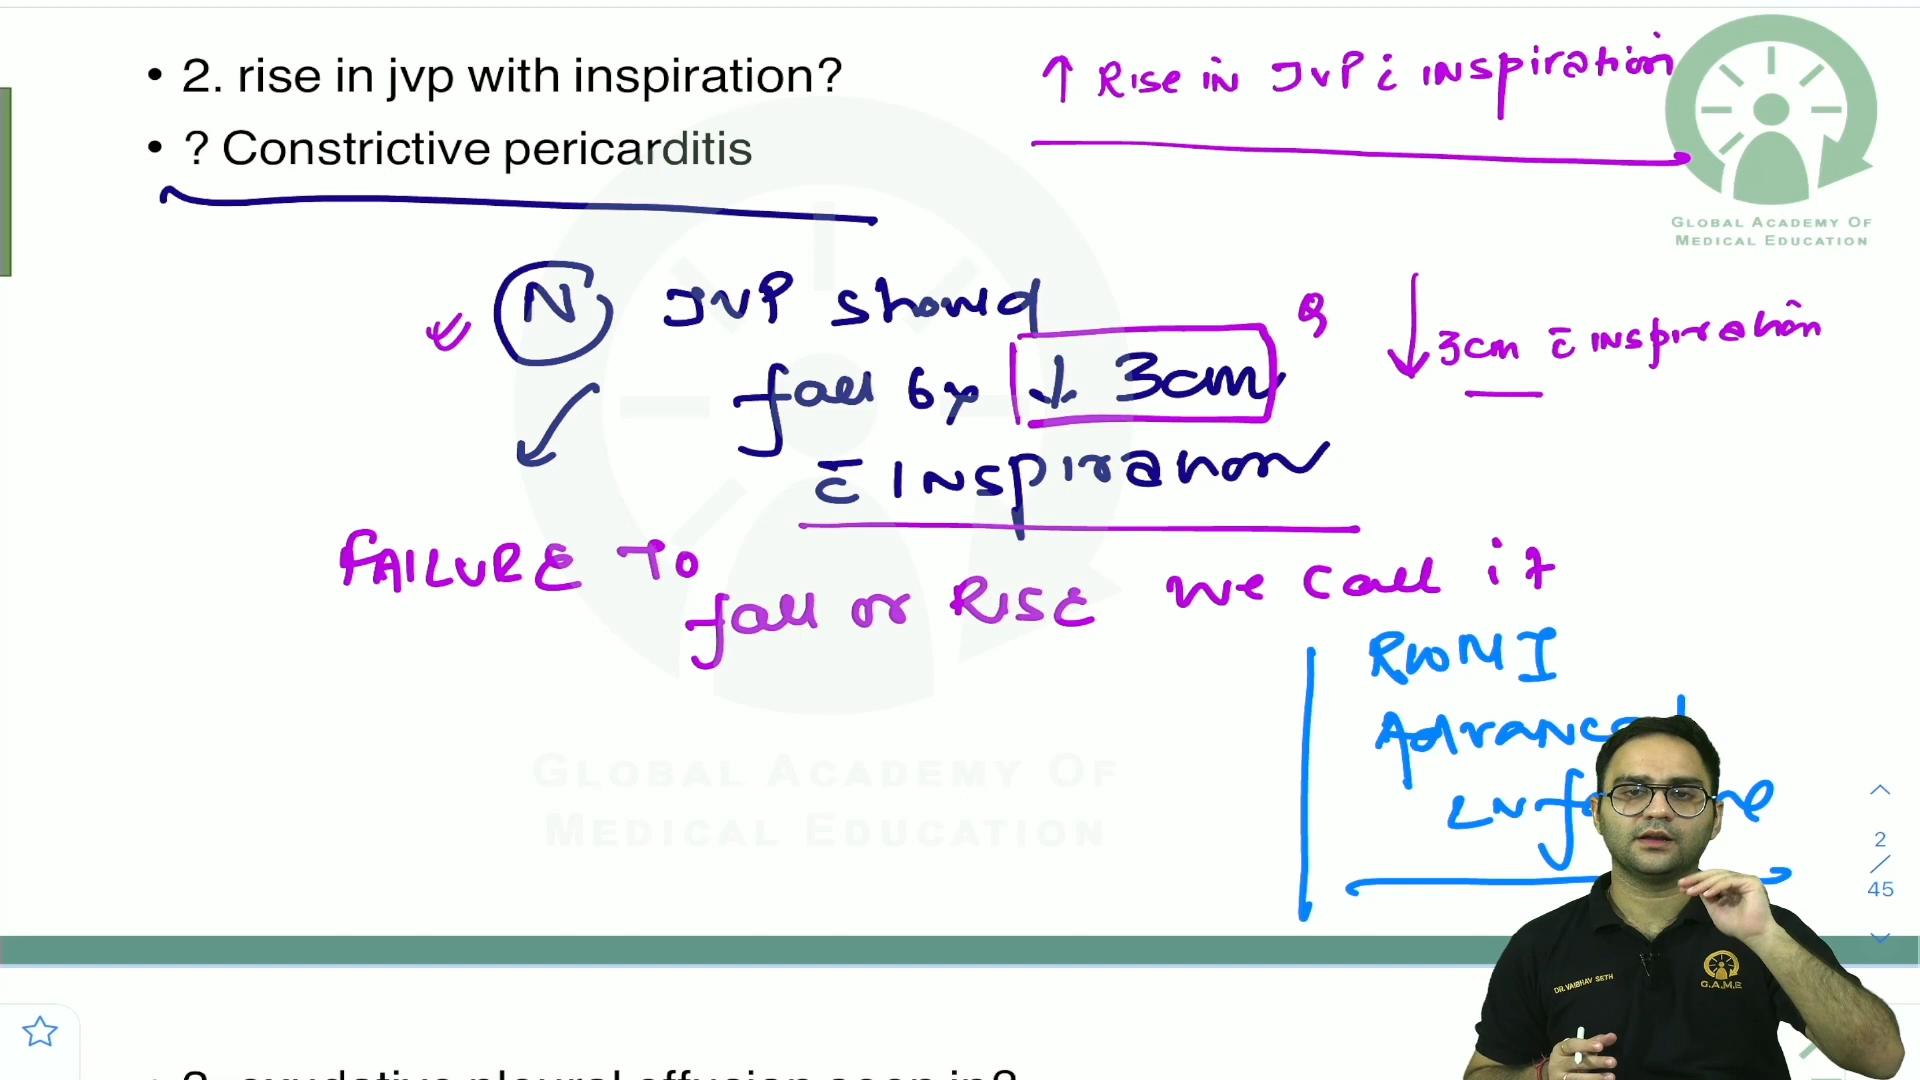 • 2. rise in jvp with inspiration?
• ? Constrictive pericarditis
↑ Rise in JVP c̄ inspiration
GLOBAL ACADEMY OF
MEDICAL EDUCATION
N JVP should
fall by ↓ 3cm
c̄ inspiration
Q
↓ 3cm c̄ inspiration
FAILURE TO
fall or RISE we call it
RWMI
GLOBAL ACADEMY OF
MEDICAL EDUCATION
2
/
45
DR. VAIBHAV SETH
G.A.M.E